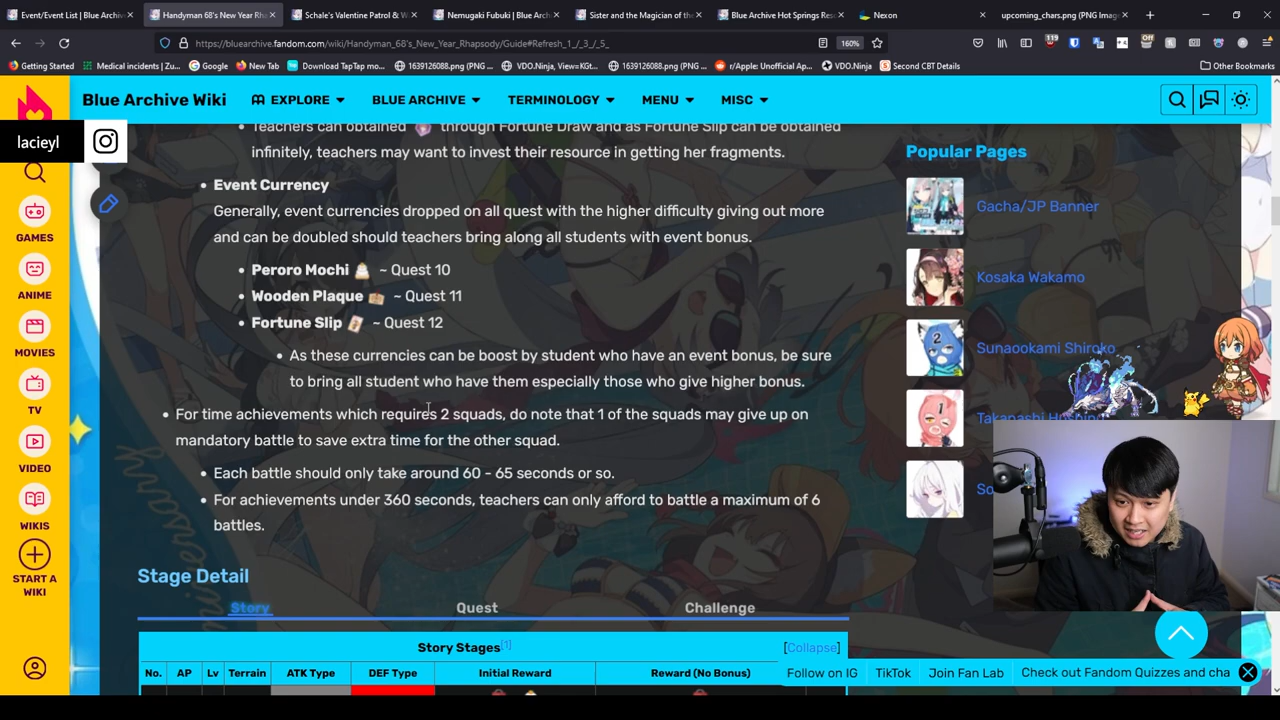 Event/Event List | Blue Archiv
Handyman 68's New Year Rha
Schale's Valentine Patrol & W
Nemugaki Fubuki | Blue Archi
Sister and the Magician of th
Blue Archive Hot Springs Res
Nexon
upcoming_chars.png (PNG Imag
https://bluearchive.fandom.com/wiki/Handyman_68's_New_Year_Rhapsody/Guide#Refresh_1_/_3_/_5_
160%
119
Off
Getting Started
Medical incidents | Zu...
Google
New Tab
Download TapTap mo...
1639126088.png (PNG ...
VDO.Ninja, View=KGt...
1639126088.png (PNG ...
r/Apple: Unofficial Ap...
VDO.Ninja
Second CBT Details
Other Bookmarks
Blue Archive Wiki
EXPLORE
BLUE ARCHIVE
TERMINOLOGY
MENU
MISC
lacieyl
GAMES
ANIME
MOVIES
TV
VIDEO
WIKIS
START A
WIKI
Teachers can obtained through Fortune Draw and as Fortune Slip can be obtained
infinitely, teachers may want to invest their resource in getting her fragments.
Event Currency
Generally, event currencies dropped on all quest with the higher difficulty giving out more
and can be doubled should teachers bring along all students with event bonus.
Peroro Mochi ~ Quest 10
Wooden Plaque ~ Quest 11
Fortune Slip ~ Quest 12
As these currencies can be boost by student who have an event bonus, be sure
to bring all student who have them especially those who give higher bonus.
For time achievements which requires 2 squads, do note that 1 of the squads may give up on
mandatory battle to save extra time for the other squad.
Each battle should only take around 60 - 65 seconds or so.
For achievements under 360 seconds, teachers can only afford to battle a maximum of 6
battles.
Stage Detail
Story
Quest
Challenge
Story Stages[1]
[Collapse]
No.
AP
Lv
Terrain
ATK Type
DEF Type
Initial Reward
Reward (No Bonus)
Popular Pages
Gacha/JP Banner
Kosaka Wakamo
Sunaookami Shiroko
Takanashi Hoshino
So
Follow on IG
TikTok
Join Fan Lab
Check out Fandom Quizzes and cha